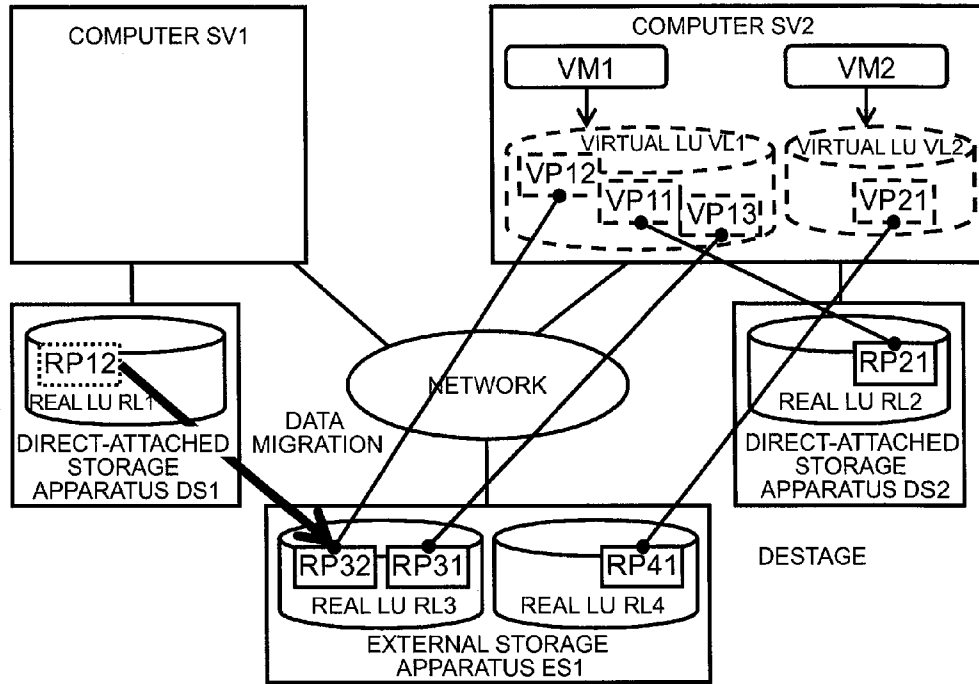 COMPUTER SV1
COMPUTER SV2
VM1
VM2
VIRTUAL LU VL1
VIRTUAL LU VL2
VP12
VP11
VP13
VP21
RP12
REAL LU RL1
DIRECT-ATTACHED
STORAGE
APPARATUS DS1
DATA
MIGRATION
NETWORK
RP21
REAL LU RL2
DIRECT-ATTACHED
STORAGE
APPARATUS DS2
RP32
RP31
REAL LU RL3
RP41
REAL LU RL4
EXTERNAL STORAGE
APPARATUS ES1
DESTAGE